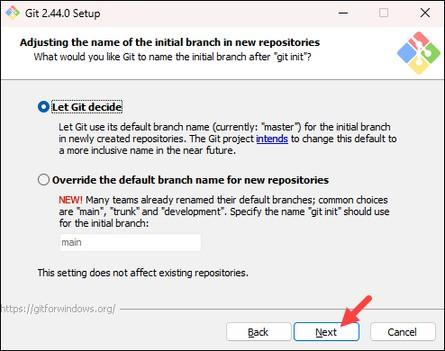 Git 2.44.0 Setup
Adjusting the name of the initial branch in new repositories
What would you like Git to name the initial branch after "git init"?
Let Git decide
Let Git use its default branch name (currently: "master") for the initial branch
in newly created repositories. The Git project intends to change this default to
a more inclusive name in the near future.
Override the default branch name for new repositories
NEW! Many teams already renamed their default branches; common choices
are "main", "trunk" and "development". Specify the name "git init" should use
for the initial branch:
main
This setting does not affect existing repositories.
https://gitforwindows.org/
Back
Next
Cancel